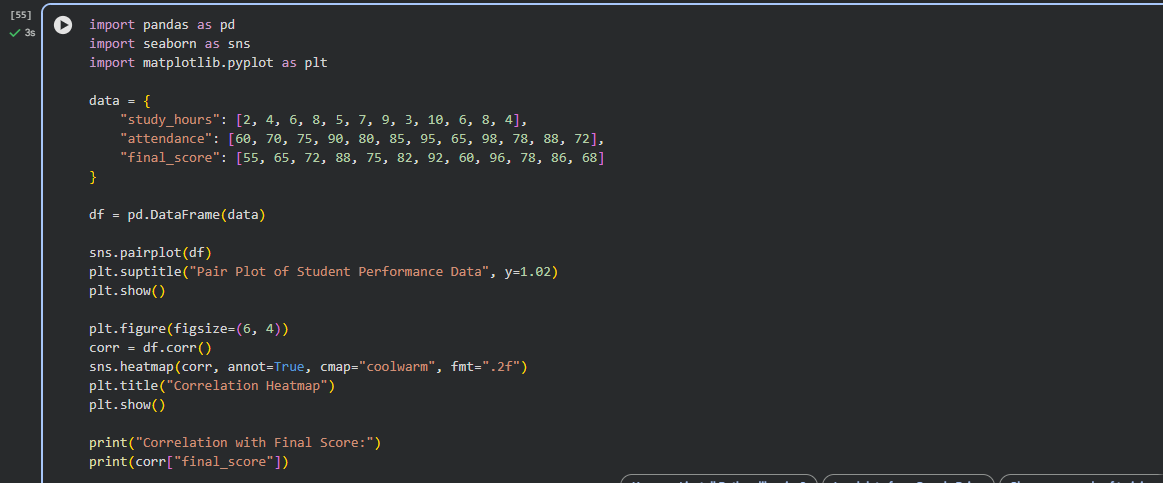 [55]
3s
import pandas as pd
import seaborn as sns
import matplotlib.pyplot as plt
data = {
"study_hours": [2, 4, 6, 8, 5, 7, 9, 3, 10, 6, 8, 4],
"attendance": [60, 70, 75, 90, 80, 85, 95, 65, 98, 78, 88, 72],
"final_score": [55, 65, 72, 88, 75, 82, 92, 60, 96, 78, 86, 68]
}
df = pd.DataFrame(data)
sns.pairplot(df)
plt.suptitle("Pair Plot of Student Performance Data", y=1.02)
plt.show()
plt.figure(figsize=(6, 4))
corr = df.corr()
sns.heatmap(corr, annot=True, cmap="coolwarm", fmt=".2f")
plt.title("Correlation Heatmap")
plt.show()
print("Correlation with Final Score:")
print(corr["final_score"])